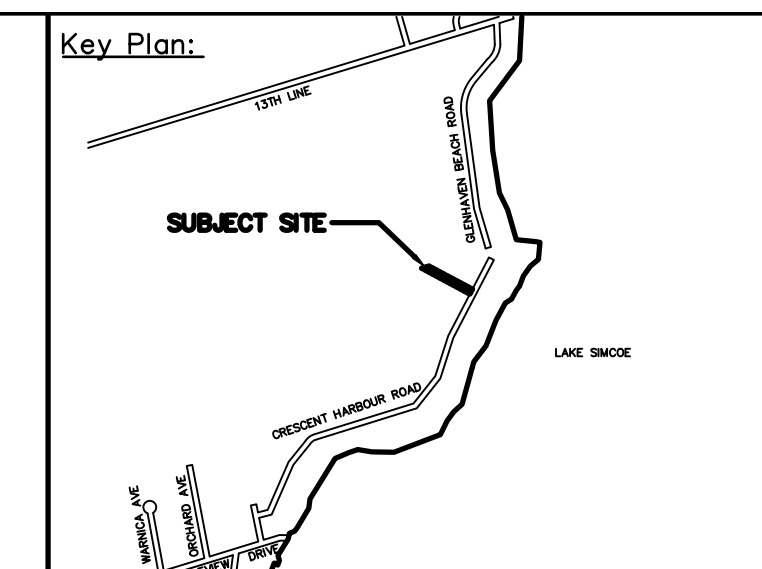 Key Plan:
13TH LINE
GLENHAVEN BEACH ROAD
SUBJECT SITE
LAKE SIMCOE
CRESCENT HARBOUR ROAD
WARNICA AVE
ORCHARD AVE
DRIVE